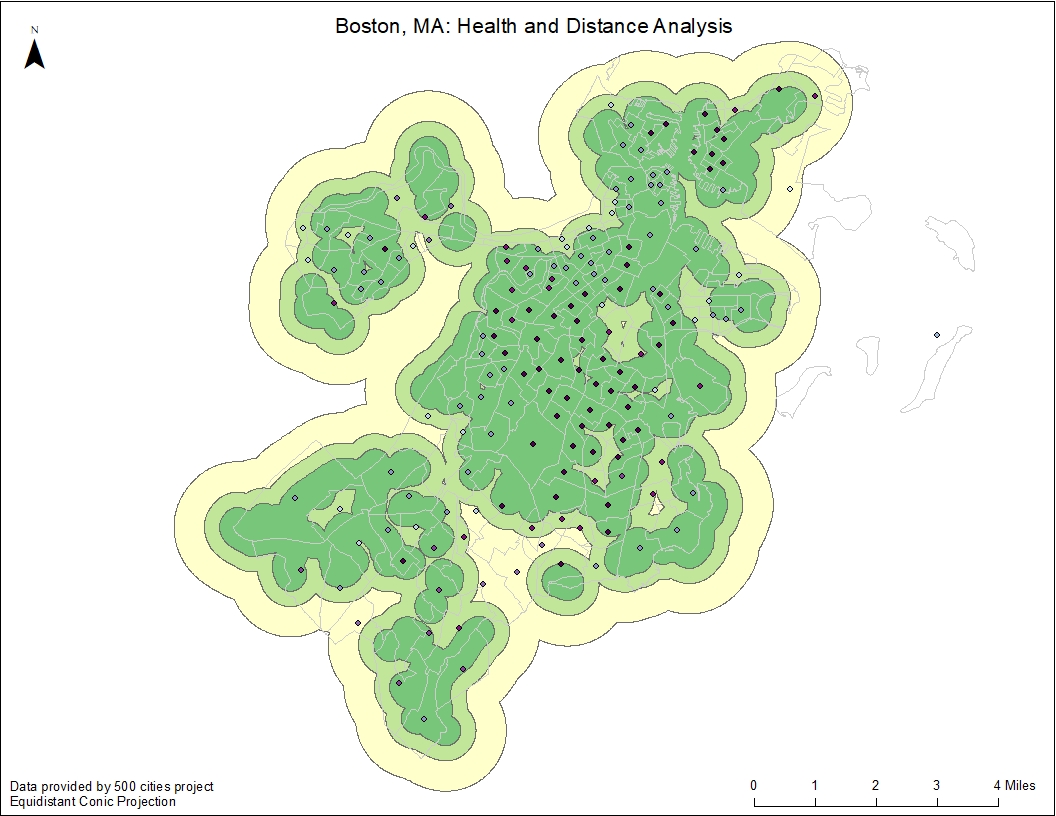 Boston, MA: Health and Distance Analysis
N
Data provided by 500 cities project
Equidistant Conic Projection
0 1 2 3 4 Miles